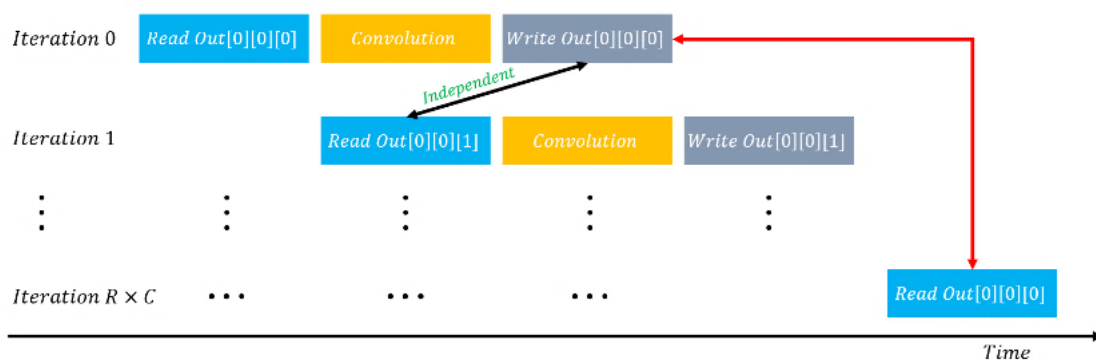 Iteration 0 Read Out[0][0][0] Convolution Write Out[0][0][0]
Independent
Iteration 1 Read Out[0][0][1] Convolution Write Out[0][0][1]
Iteration R × C ••• ••• ••• Read Out[0][0][0]
Time